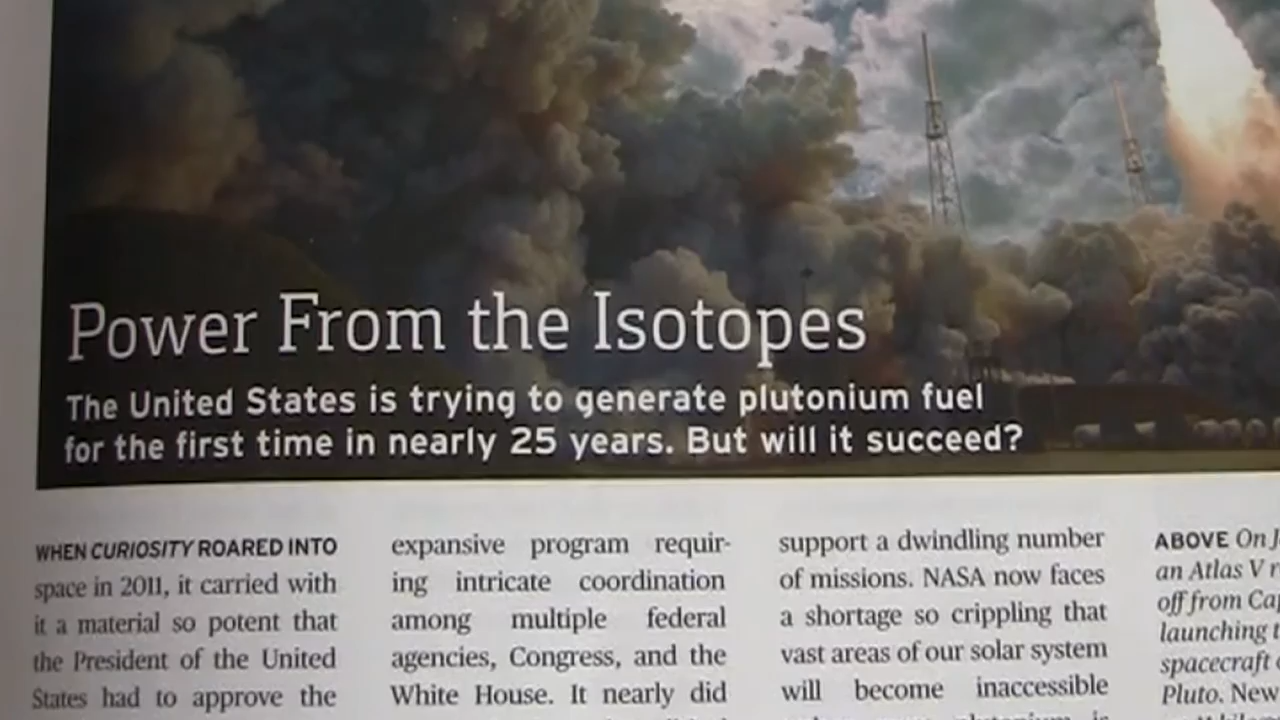 Power From the Isotopes
The United States is trying to generate plutonium fuel
for the first time in nearly 25 years. But will it succeed?
WHEN CURIOSITY ROARED INTO
space in 2011, it carried with
it a material so potent that
the President of the United
States had to approve the
expansive program requir-
ing intricate coordination
among multiple federal
agencies, Congress, and the
White House. It nearly did
support a dwindling number
of missions. NASA now faces
a shortage so crippling that
vast areas of our solar system
will become inaccessible
ABOVE On
an Atlas V
off from
launching
spacecraft
Pluto. New